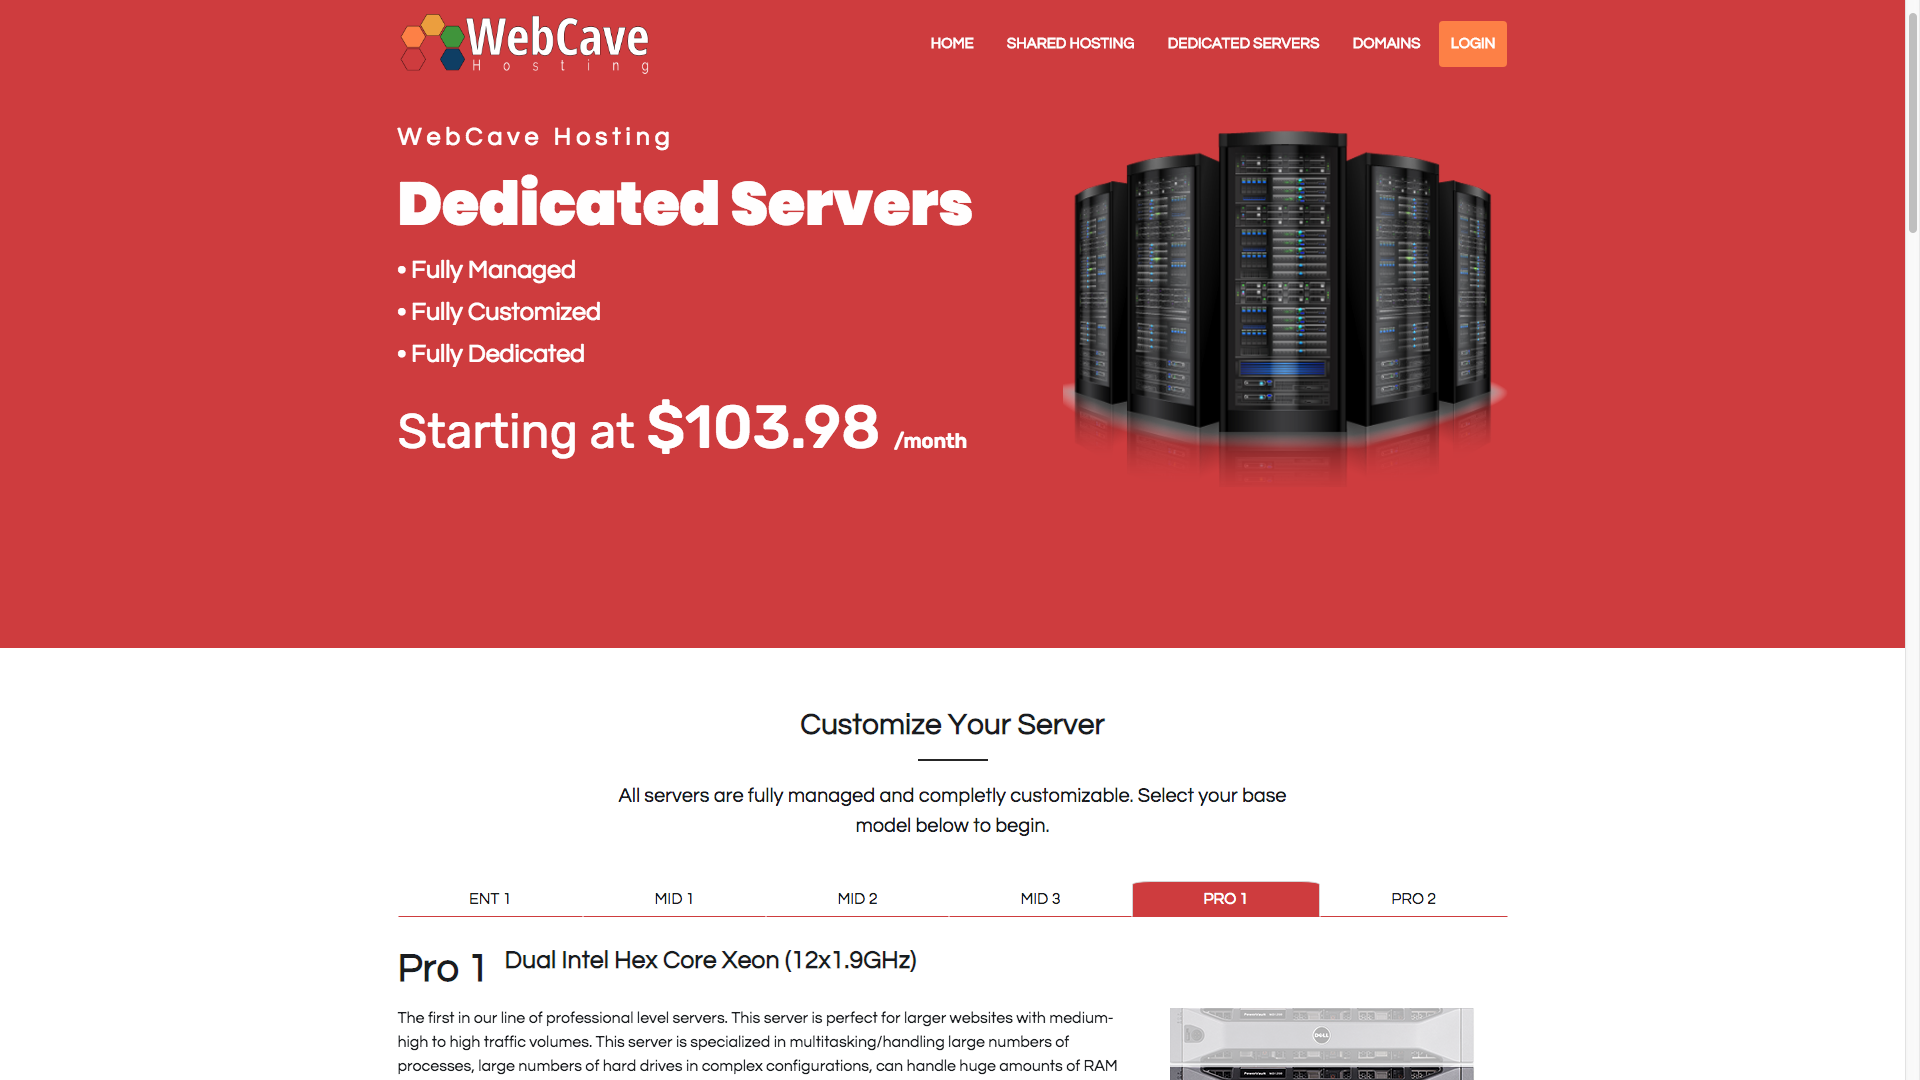 WebCave
Hosting
HOME
SHARED HOSTING
DEDICATED SERVERS
DOMAINS
LOGIN
WebCave Hosting
Dedicated Servers
• Fully Managed
• Fully Customized
• Fully Dedicated
Starting at $103.98 /month
Customize Your Server
All servers are fully managed and completly customizable. Select your base
model below to begin.
ENT 1
MID 1
MID 2
MID 3
PRO 1
PRO 2
Pro 1 Dual Intel Hex Core Xeon (12x1.9GHz)
The first in our line of professional level servers. This server is perfect for larger websites with medium-
high to high traffic volumes. This server is specialized in multitasking/handling large numbers of
processes, large numbers of hard drives in complex configurations, can handle huge amounts of RAM
DELL
PowerVault
PowerVault